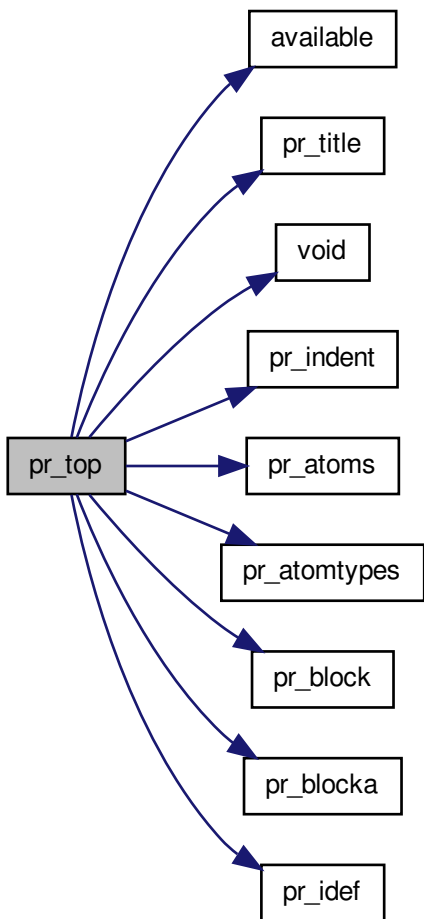 available
pr_title
void
pr_indent
pr_top
pr_atoms
pr_atomtypes
pr_block
pr_blocka
pr_idef